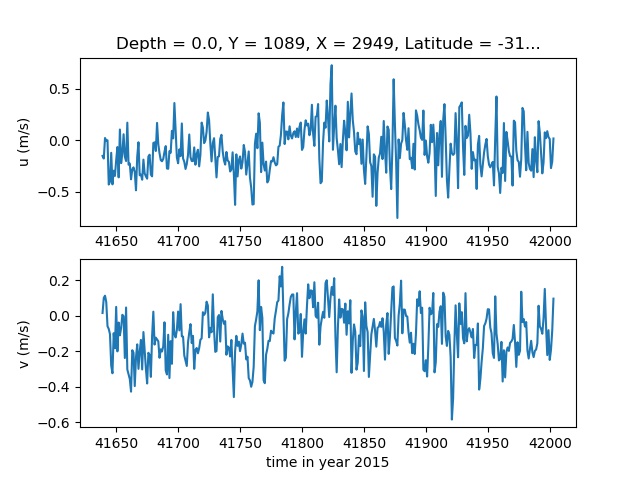 Depth = 0.0, Y = 1089, X = 2949, Latitude = -31...
0.5
0.0
−0.5
u (m/s)
41650 41700 41750 41800 41850 41900 41950 42000
0.2
0.0
−0.2
−0.4
−0.6
v (m/s)
41650 41700 41750 41800 41850 41900 41950 42000
time in year 2015